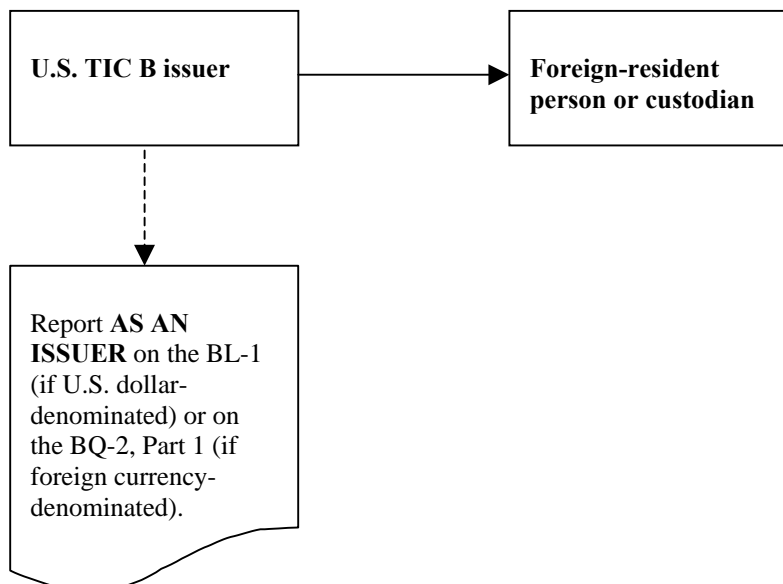 U.S. TIC B issuer
Foreign-resident
person or custodian
Report AS AN
ISSUER on the BL-1
(if U.S. dollar-
denominated) or on
the BQ-2, Part 1 (if
foreign currency-
denominated).